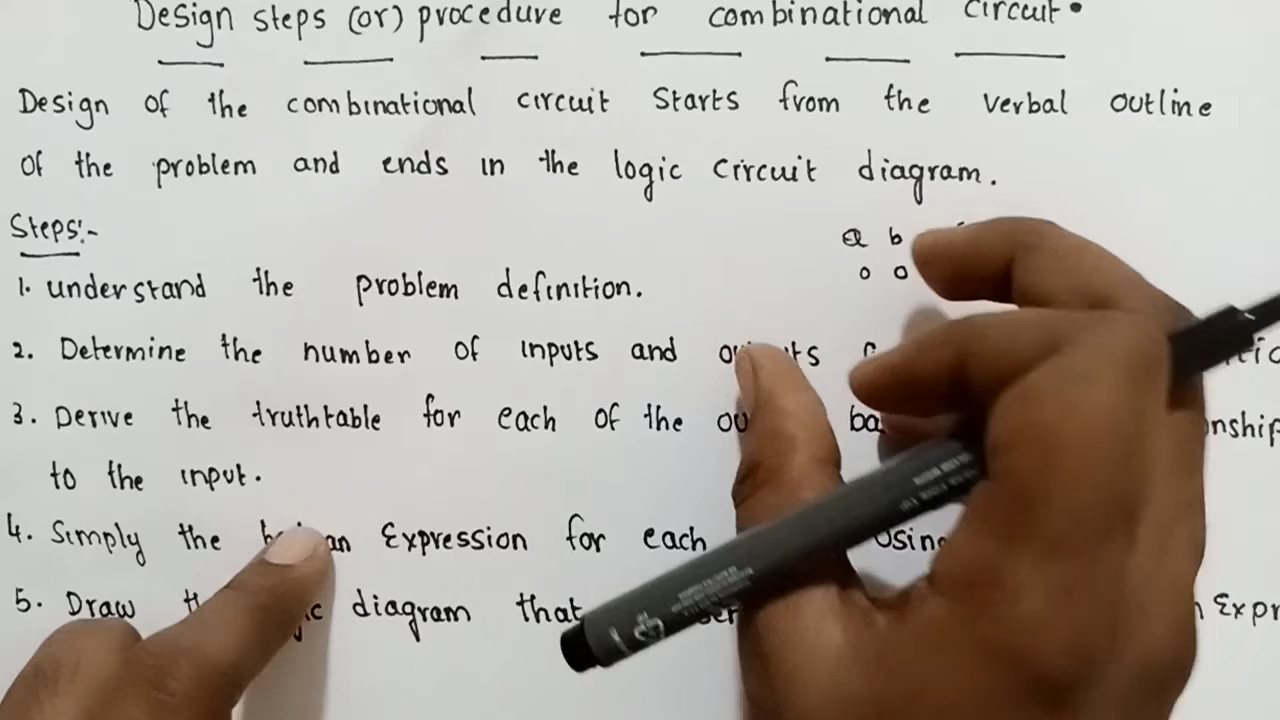 Design steps (or) procedure for combinational circuit.
Design of the combinational circuit starts from the verbal outline
of the problem and ends in the logic circuit diagram.
Steps:-
a b
1. understand the problem definition.
0 0
2. Determine the number of inputs and
3. Derive the truthtable for each of the
to the input.
4. Simply the Expression for each using
5. Draw diagram that